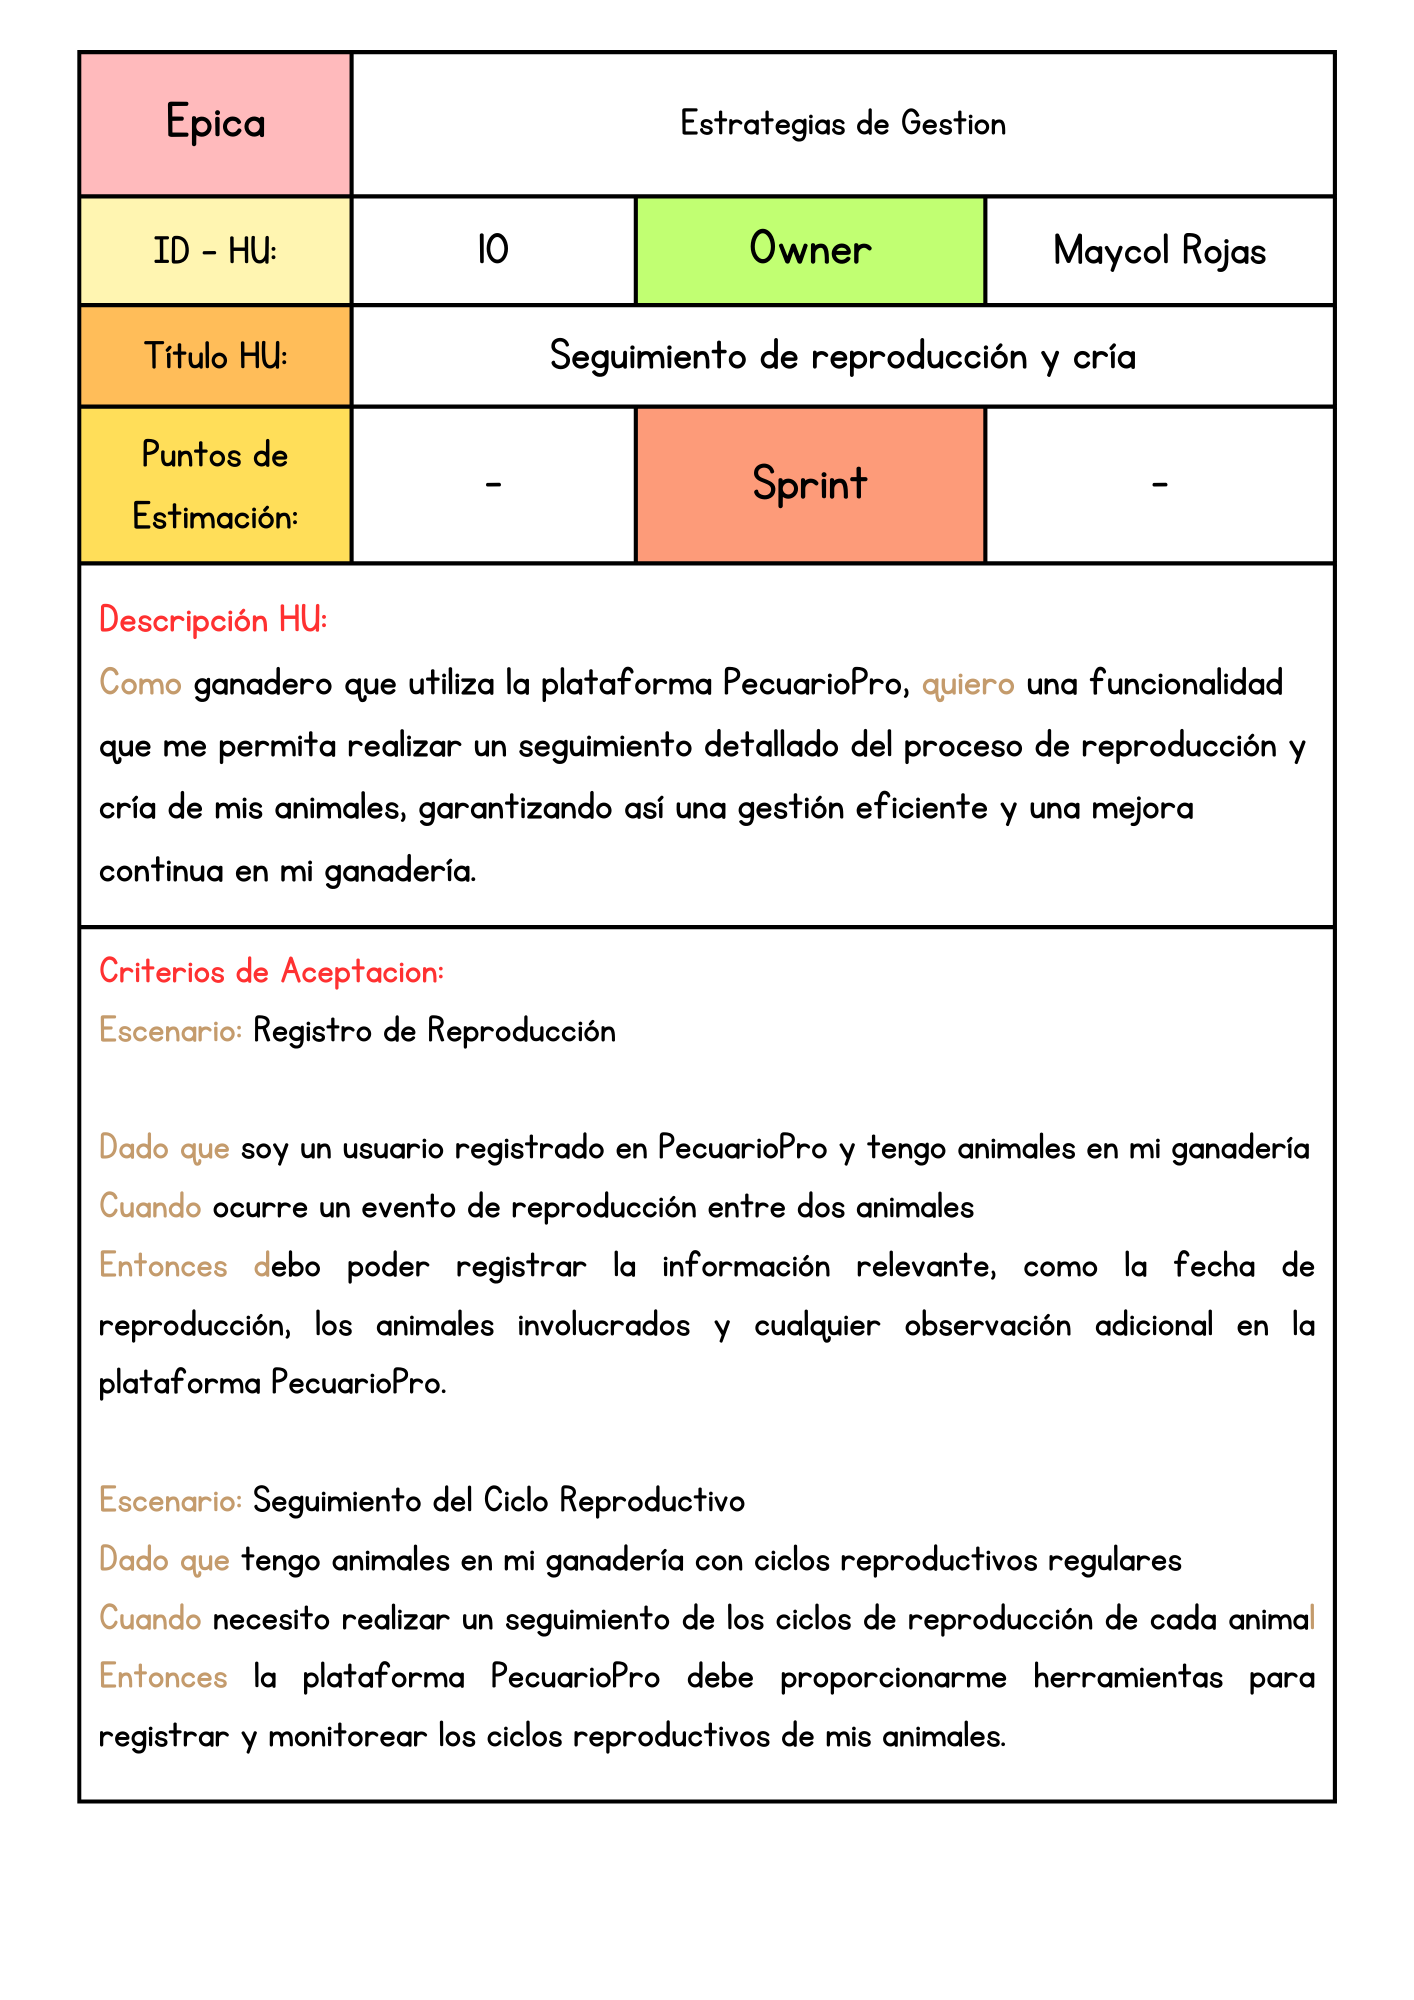 Epica
Estrategias de Gestion
ID - HU:
10
Owner
Maycol Rojas
Título HU:
Seguimiento de reproducción y cría
Puntos de
Estimación:
-
Sprint
-
Descripción HU:
Como ganadero que utiliza la plataforma PecuarioPro, quiero una funcionalidad
que me permita realizar un seguimiento detallado del proceso de reproducción y
cría de mis animales, garantizando así una gestión eficiente y una mejora
continua en mi ganadería.
Criterios de Aceptacion:
Escenario: Registro de Reproducción
Dado que soy un usuario registrado en PecuarioPro y tengo animales en mi ganadería
Cuando ocurre un evento de reproducción entre dos animales
Entonces debo poder registrar la información relevante, como la fecha de
reproducción, los animales involucrados y cualquier observación adicional en la
plataforma PecuarioPro.
Escenario: Seguimiento del Ciclo Reproductivo
Dado que tengo animales en mi ganadería con ciclos reproductivos regulares
Cuando necesito realizar un seguimiento de los ciclos de reproducción de cada animal
Entonces la plataforma PecuarioPro debe proporcionarme herramientas para
registrar y monitorear los ciclos reproductivos de mis animales.